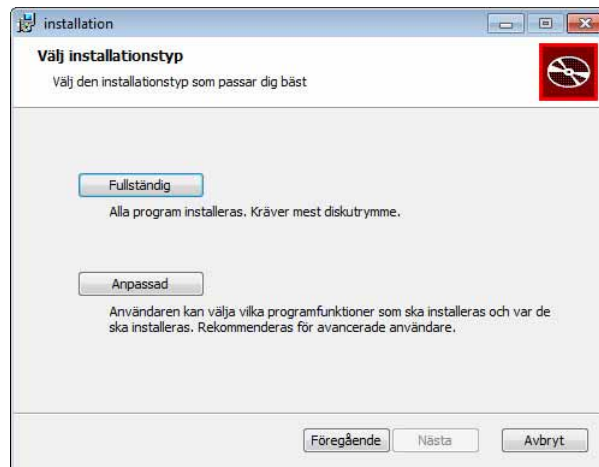 installation
Välj installationstyp
Välj den installationstyp som passar dig bäst
Fullständig
Alla program installeras. Kräver mest diskutrymme.
Anpassad
Användaren kan välja vilka programfunktioner som ska installeras och var de
ska installeras. Rekommenderas för avancerade användare.
Föregående Nästa Avbryt